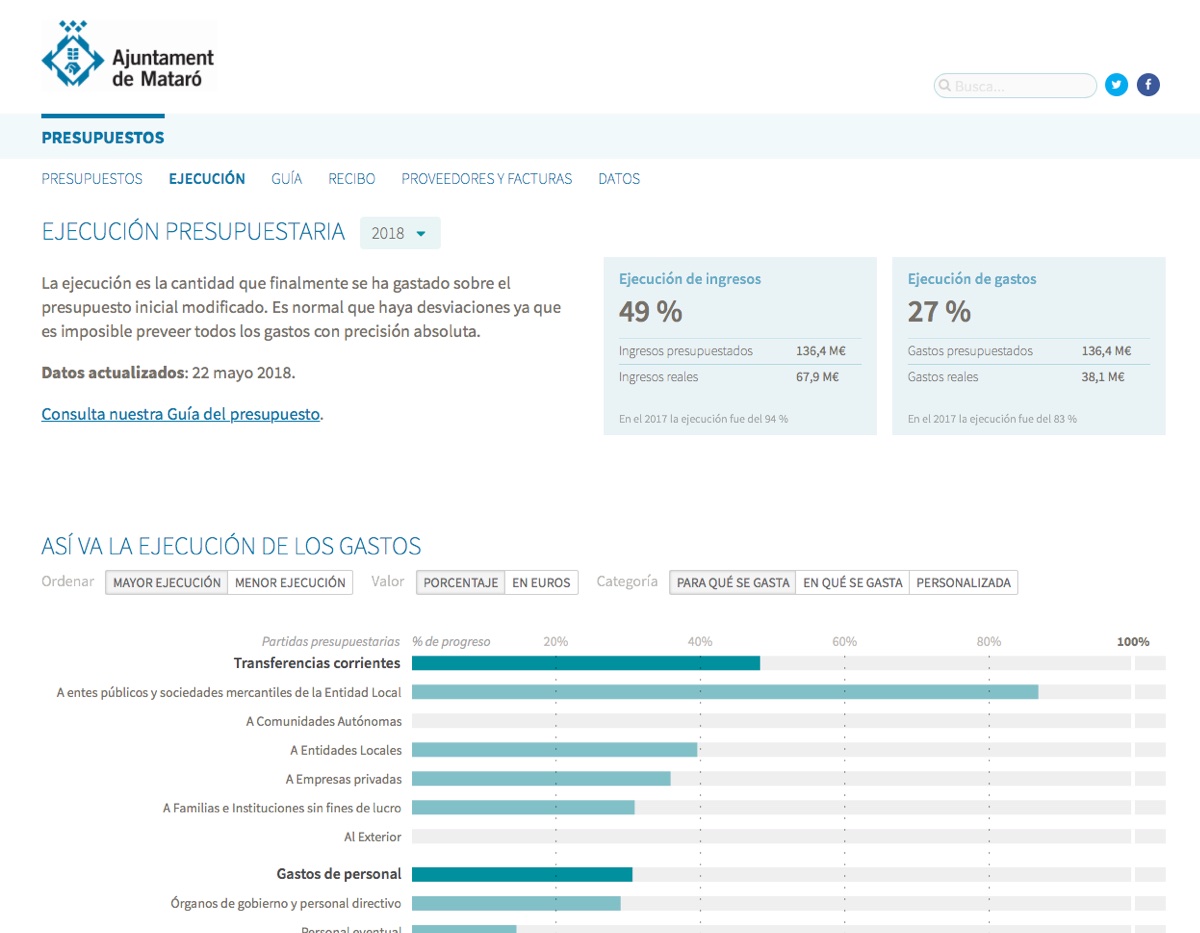 Ajuntament
de Mataró
Busca...
PRESUPUESTOS
PRESUPUESTOS EJECUCIÓN GUÍA RECIBO PROVEEDORES Y FACTURAS DATOS
EJECUCIÓN PRESUPUESTARIA 2018
La ejecución es la cantidad que finalmente se ha gastado sobre el
presupuesto inicial modificado. Es normal que haya desviaciones ya que
es imposible preveer todos los gastos con precisión absoluta.
Datos actualizados: 22 mayo 2018.
Consulta nuestra Guía del presupuesto.
Ejecución de ingresos
49 %
Ingresos presupuestados 136,4 M€
Ingresos reales 67,9 M€
En el 2017 la ejecución fue del 94 %
Ejecución de gastos
27 %
Gastos presupuestados 136,4 M€
Gastos reales 38,1 M€
En el 2017 la ejecución fue del 83 %
ASÍ VA LA EJECUCIÓN DE LOS GASTOS
Ordenar MAYOR EJECUCIÓN MENOR EJECUCIÓN Valor PORCENTAJE EN EUROS Categoría PARA QUÉ SE GASTA EN QUÉ SE GASTA PERSONALIZADA
Partidas presupuestarias % de progreso 20% 40% 60% 80% 100%
Transferencias corrientes
A entes públicos y sociedades mercantiles de la Entidad Local
A Comunidades Autónomas
A Entidades Locales
A Empresas privadas
A Familias e Instituciones sin fines de lucro
Al Exterior
Gastos de personal
Órganos de gobierno y personal directivo
Personal eventual